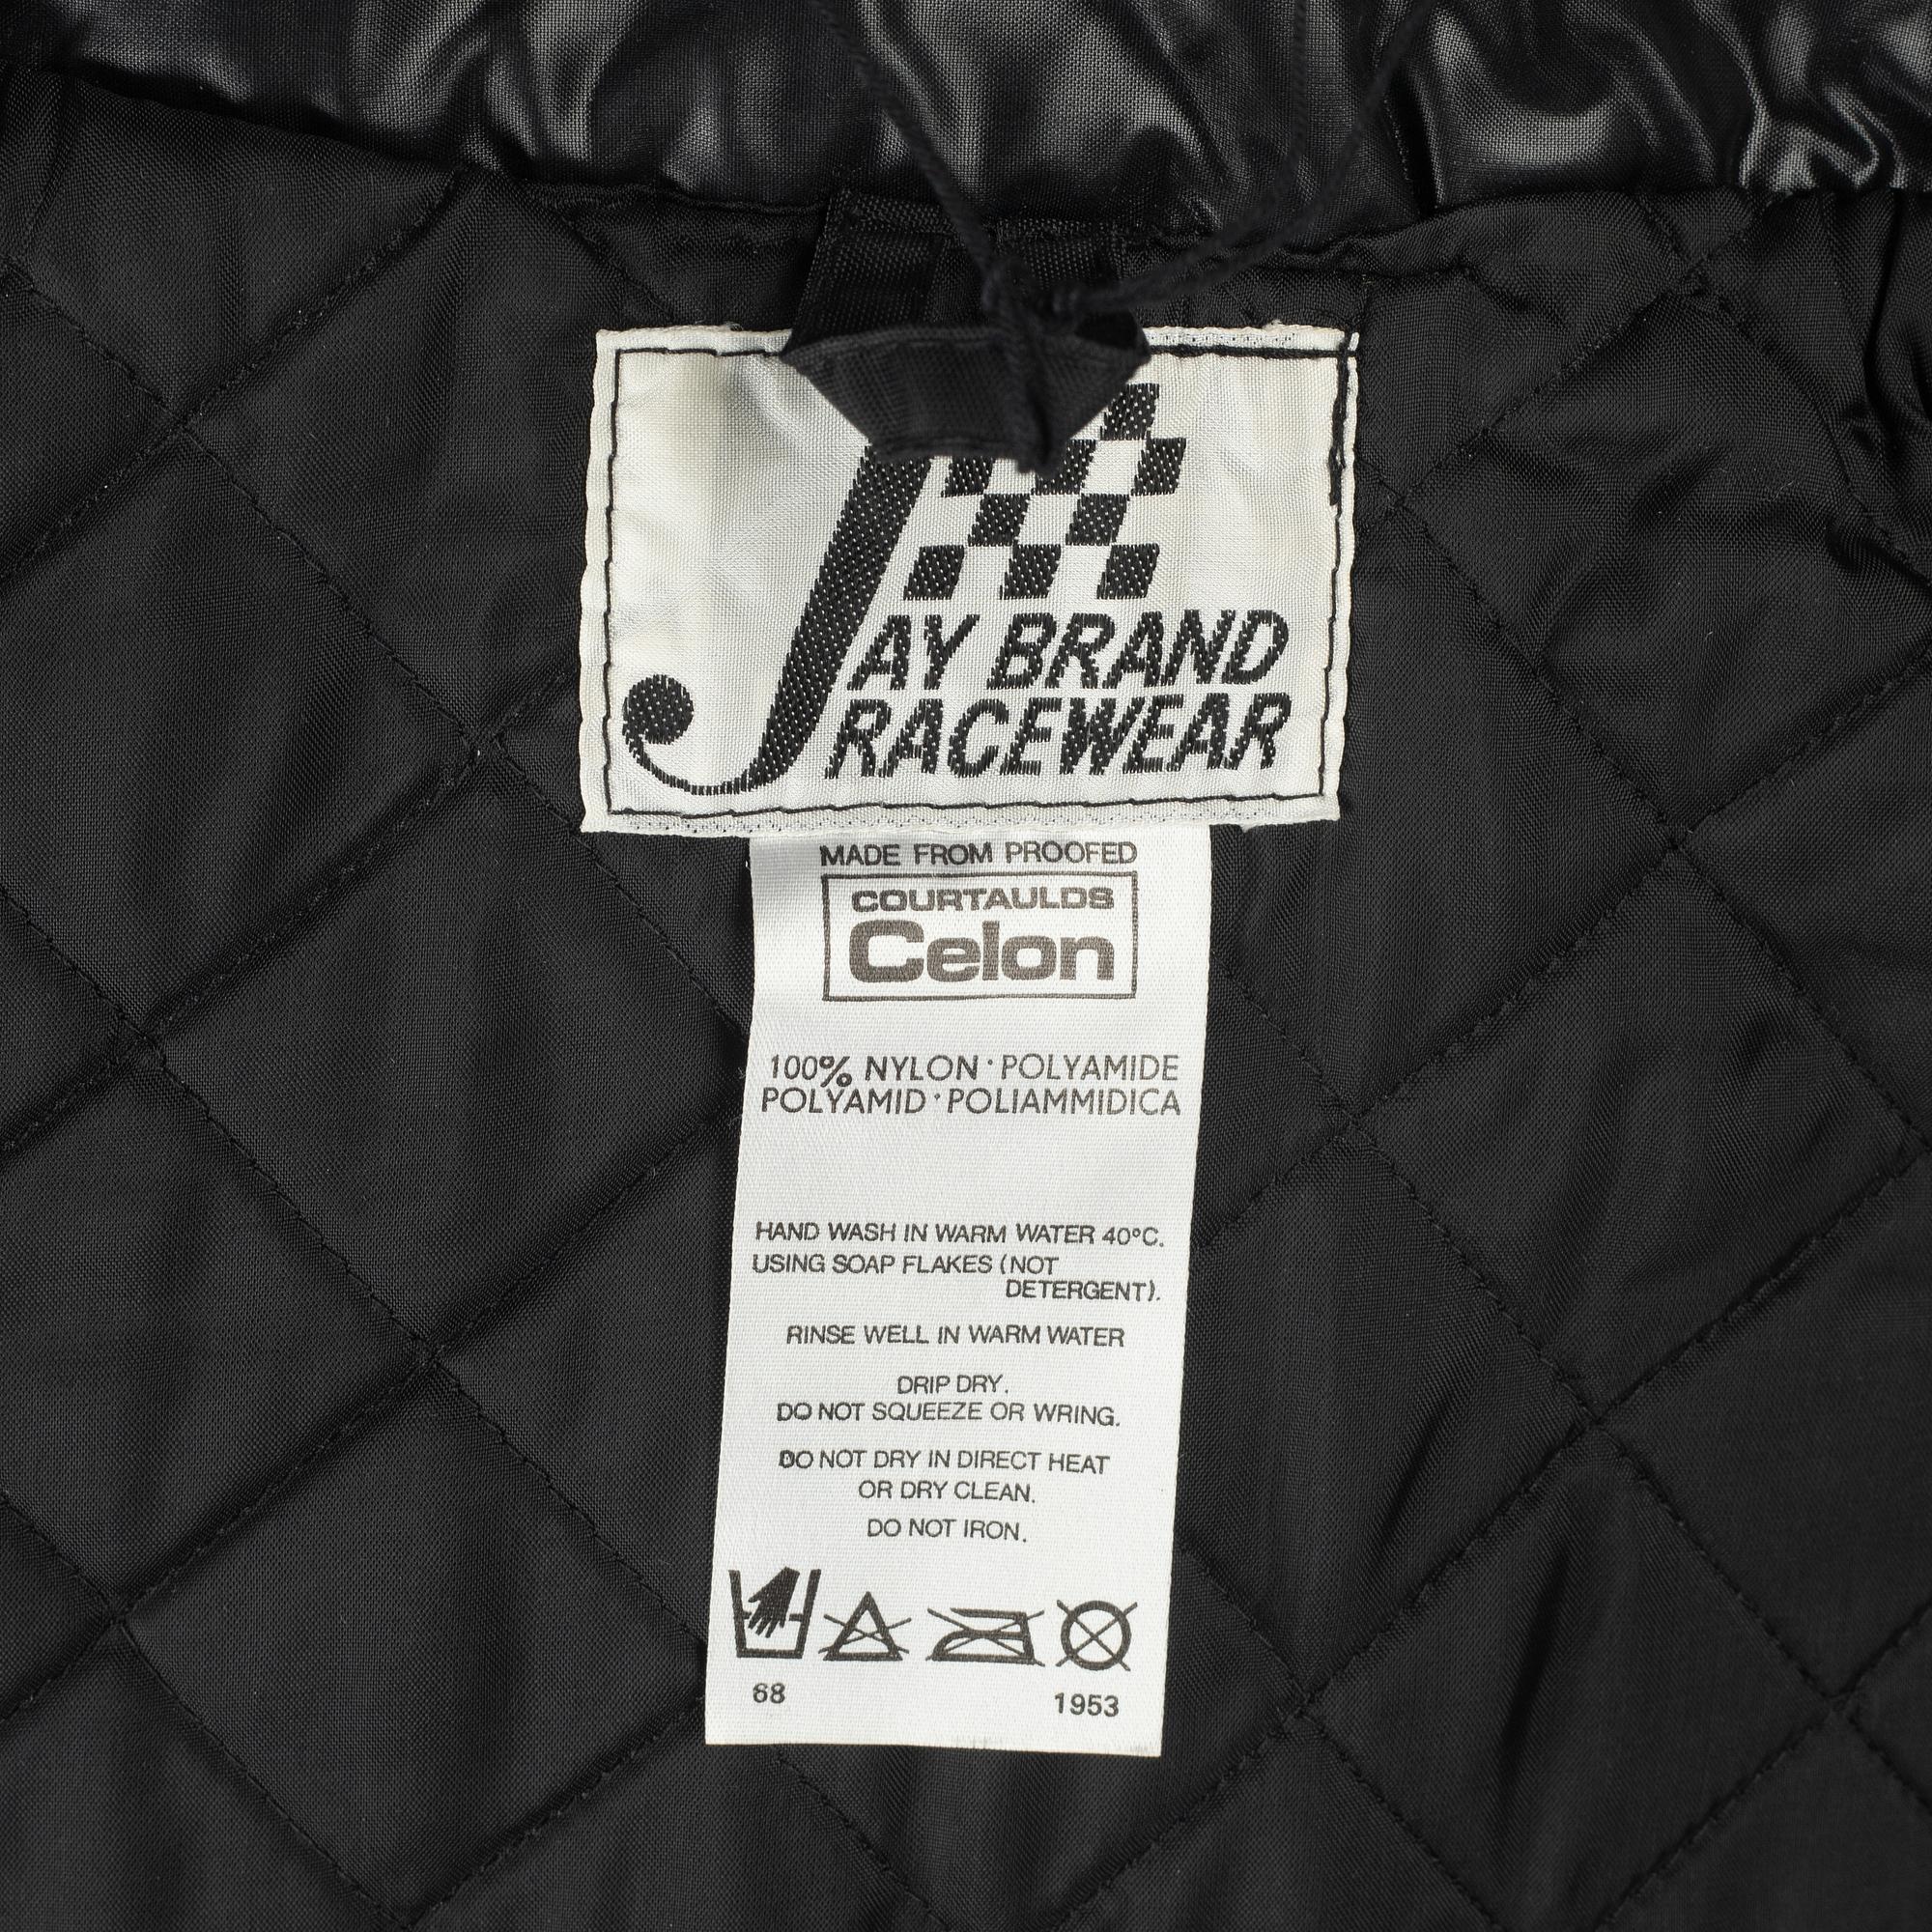 JAY BRAND
RACEWEAR
MADE FROM PROOFED
COURTAULDS
Celon
100% NYLON · POLYAMIDE
POLYAMID · POLIAMMIDICA
HAND WASH IN WARM WATER 40°C.
USING SOAP FLAKES (NOT
DETERGENT).
RINSE WELL IN WARM WATER
DRIP DRY.
DO NOT SQUEEZE OR WRING.
DO NOT DRY IN DIRECT HEAT
OR DRY CLEAN.
DO NOT IRON.
68 1953